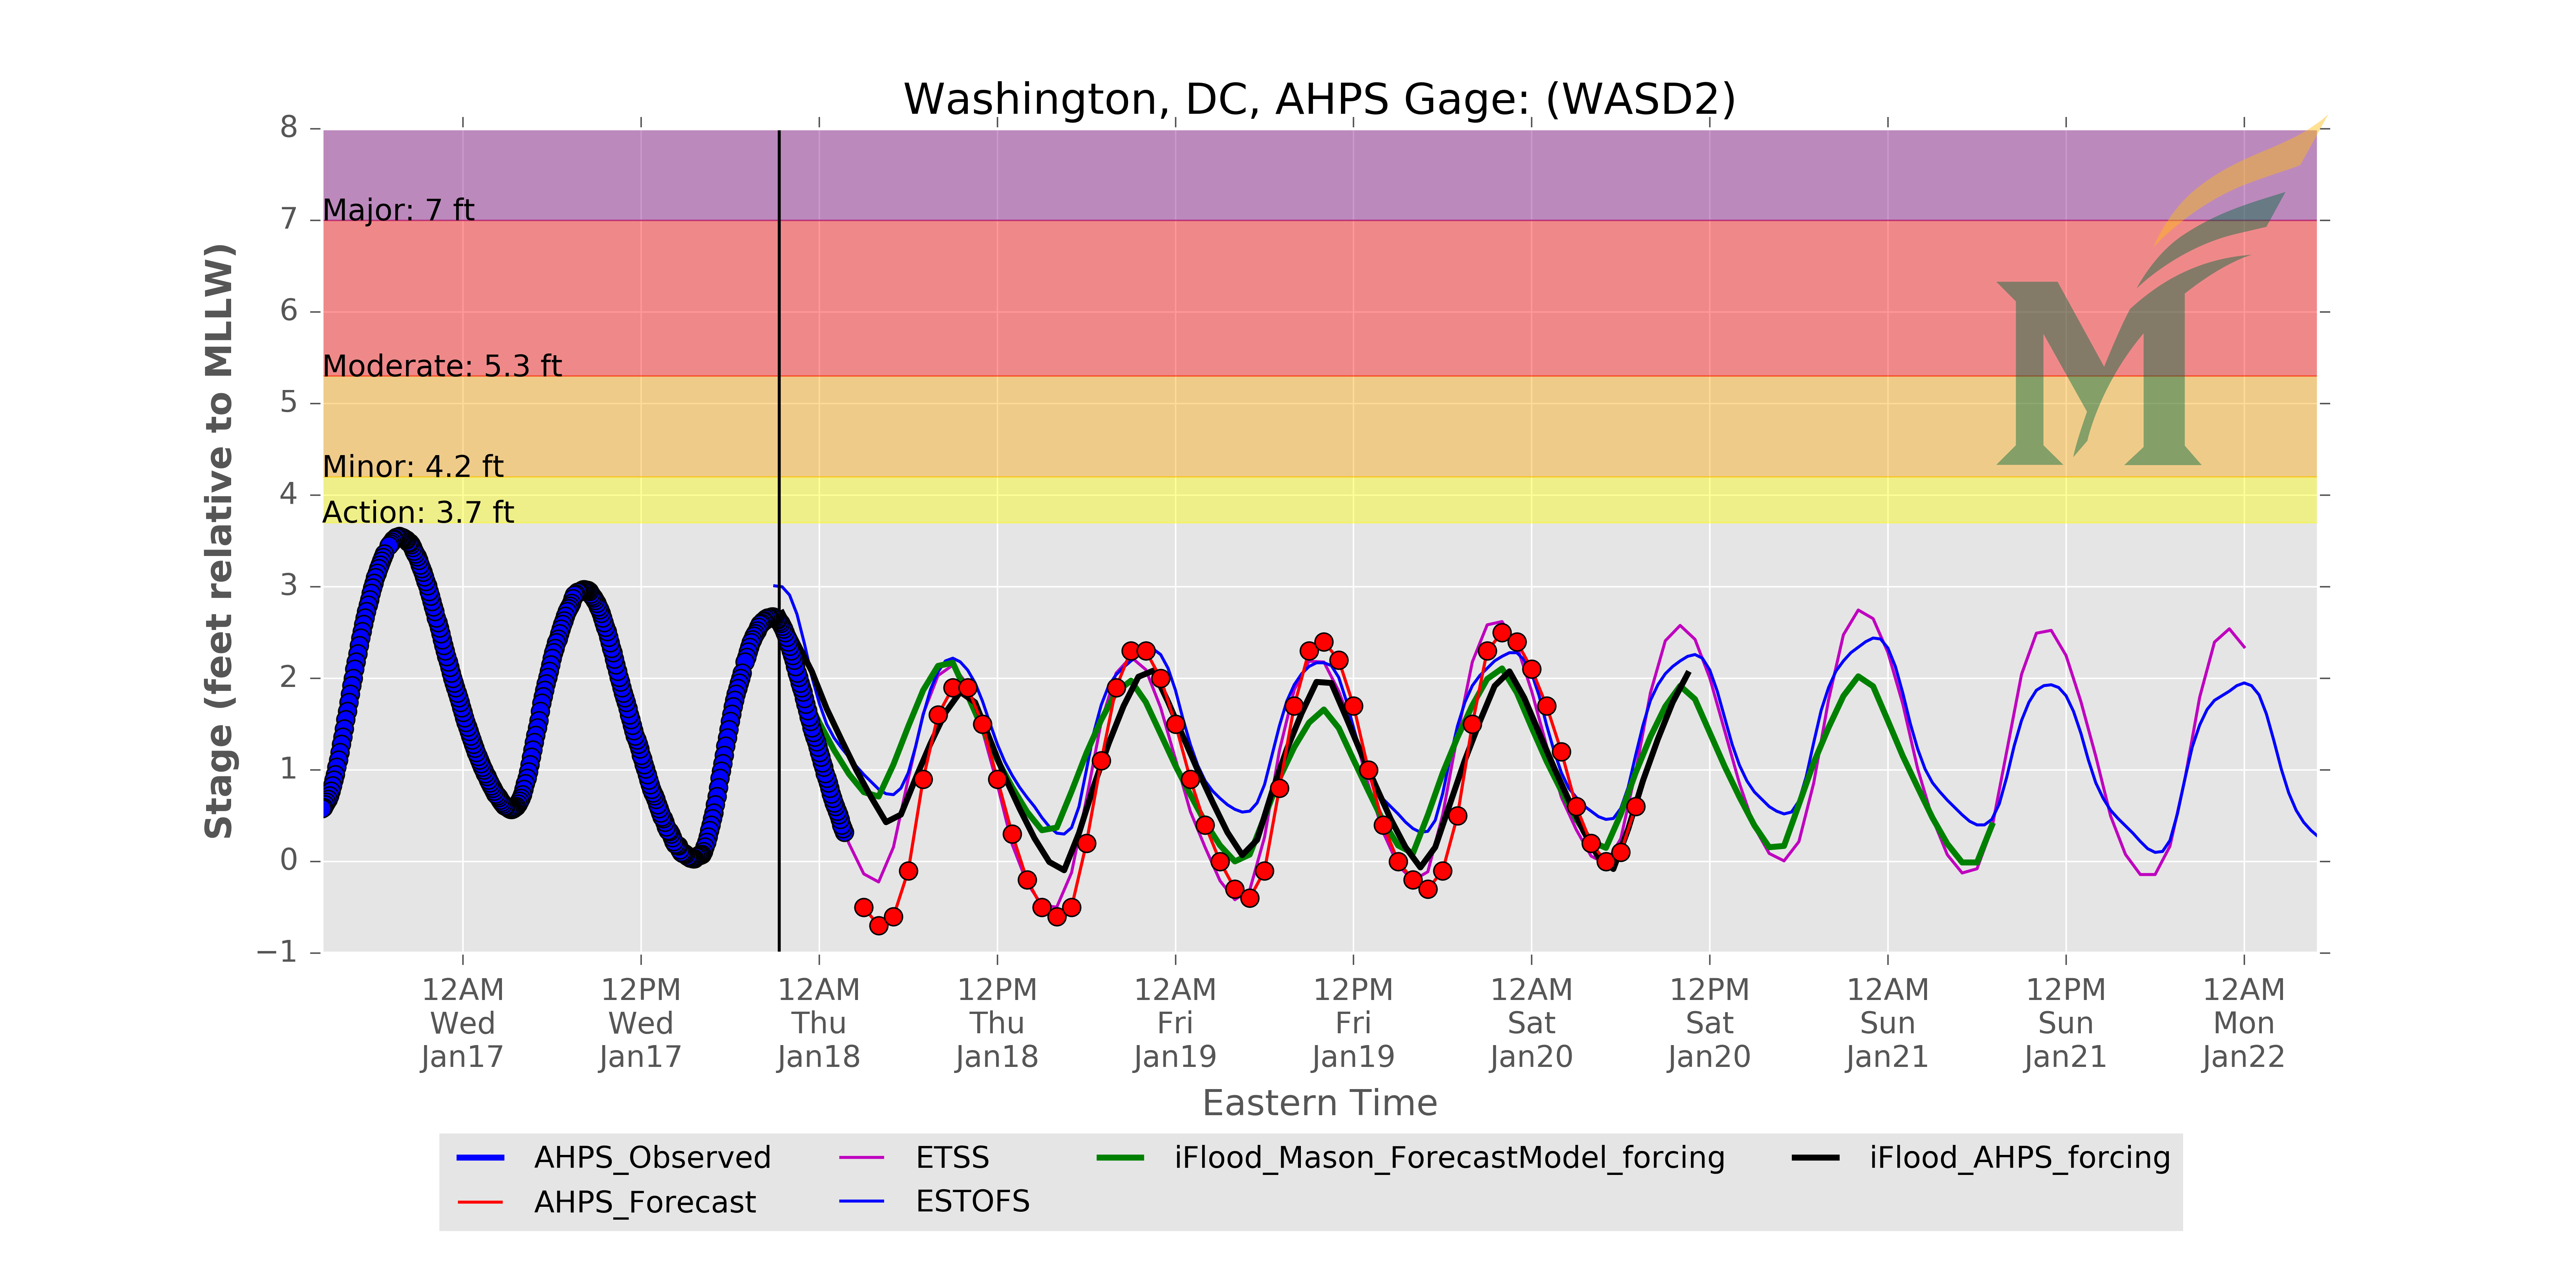 Washington, DC, AHPS Gage: (WASD2)
Stage (feet relative to MLLW)
8
7
6
5
4
3
2
1
0
−1
Major: 7 ft
Moderate: 5.3 ft
Minor: 4.2 ft
Action: 3.7 ft
M
12AM 12PM 12AM 12PM 12AM 12PM 12AM 12PM 12AM 12PM 12AM
Wed Wed Thu Thu Fri Fri Sat Sat Sun Sun Mon
Jan17 Jan17 Jan18 Jan18 Jan19 Jan19 Jan20 Jan20 Jan21 Jan21 Jan22
Eastern Time
AHPS_Observed ETSS iFlood_Mason_ForecastModel_forcing iFlood_AHPS_forcing
AHPS_Forecast ESTOFS